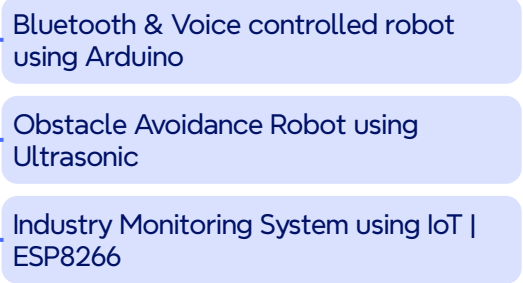 Bluetooth & Voice controlled robot
using Arduino
Obstacle Avoidance Robot using
Ultrasonic
Industry Monitoring System using IoT |
ESP8266